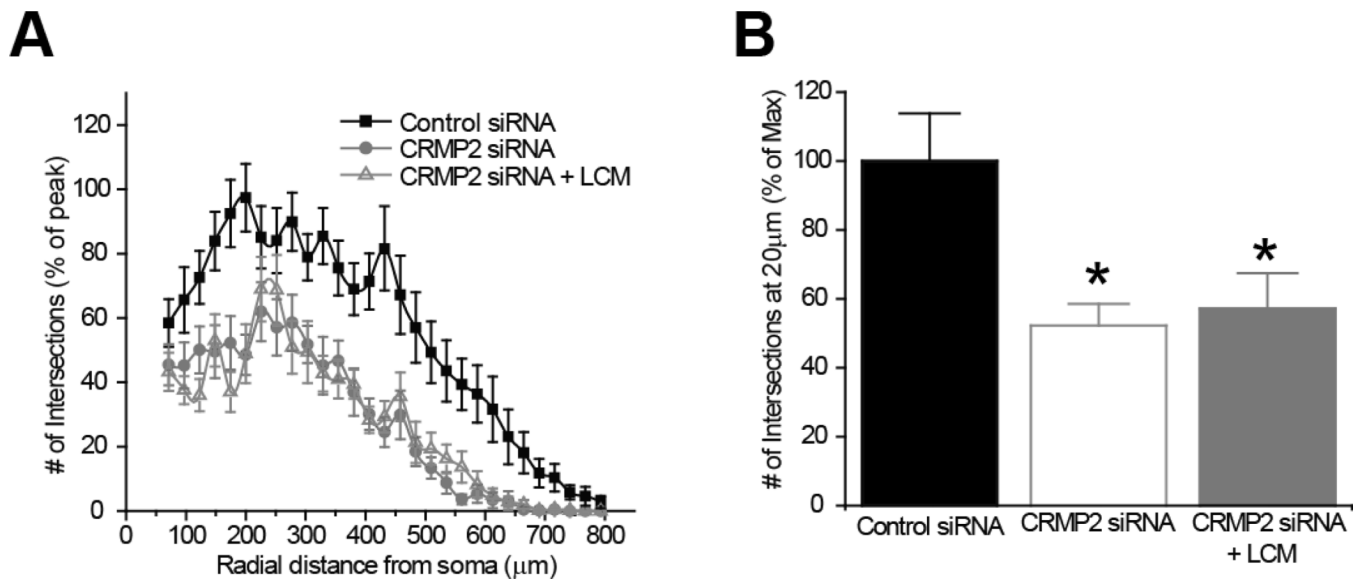 A
# of Intersections (% of peak)
120
100
80
60
40
20
0
Control siRNA
CRMP2 siRNA
CRMP2 siRNA + LCM
0 100 200 300 400 500 600 700 800
Radial distance from soma (μm)
B
# of Intersections at 20μm (% of Max)
120
100
80
60
40
20
0
*
*
Control siRNA
CRMP2 siRNA
CRMP2 siRNA
+ LCM